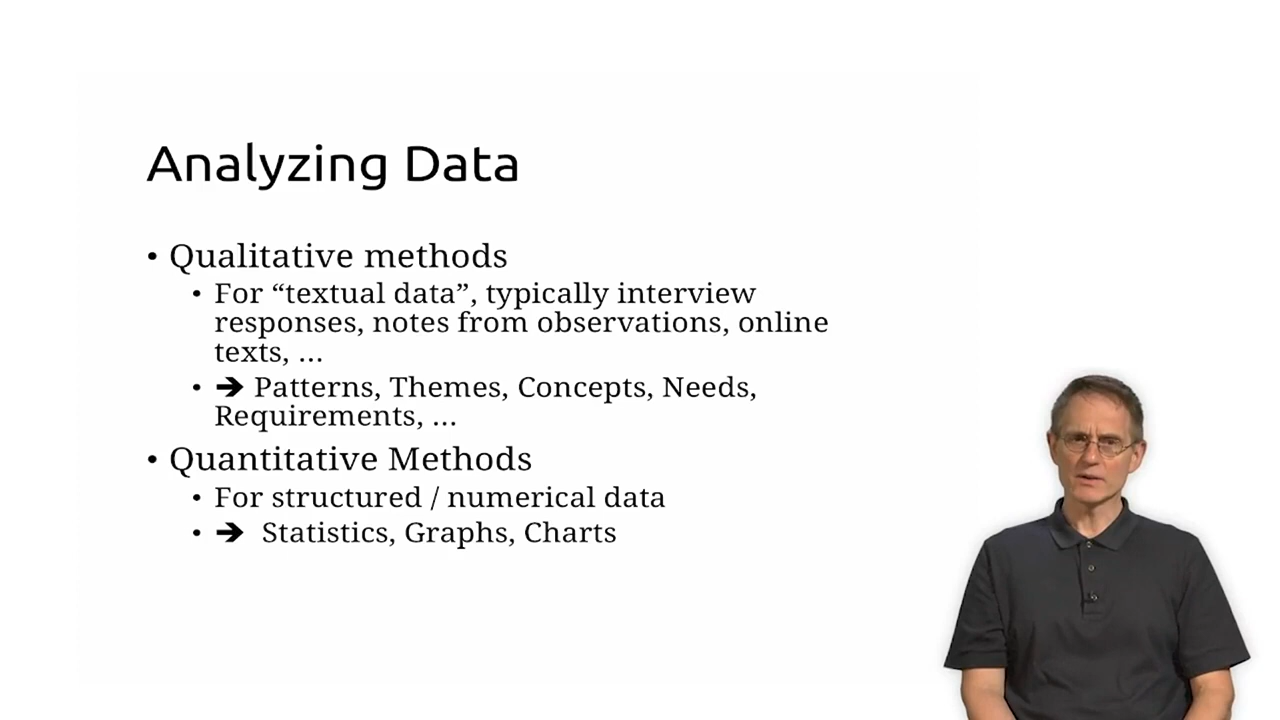 Analyzing Data
• Qualitative methods
• For “textual data”, typically interview
responses, notes from observations, online
texts, ...
• ➔ Patterns, Themes, Concepts, Needs,
Requirements, ...
• Quantitative Methods
• For structured / numerical data
• ➔ Statistics, Graphs, Charts